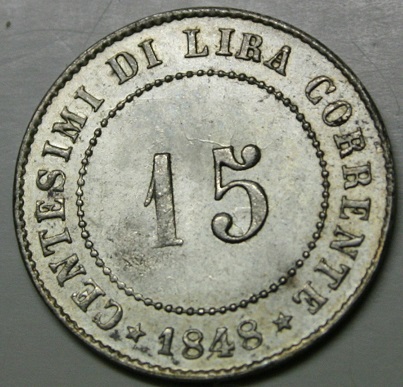 CENTESIMI DI LIRA CORRENTE
15
1848